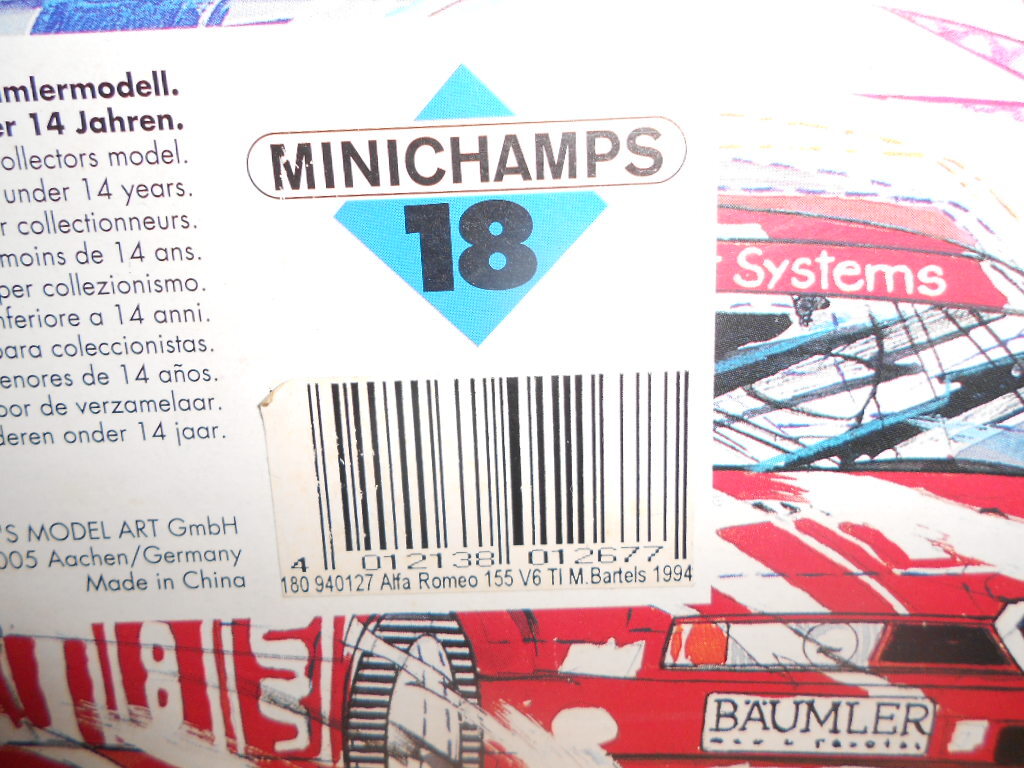 mlermodell.
er 14 Jahren.
ollectors model.
under 14 years.
r collectionneurs.
moins de 14 ans.
per collezionismo.
nferiore a 14 anni.
para coleccionistas.
enores de 14 años.
oor de verzamelaar.
deren onder 14 jaar.
'S MODEL ART GmbH
005 Aachen/Germany
Made in China
MINICHAMPS
18
4 012138 012677
180 940127 Alfa Romeo 155 V6 TI M.Bartels 1994
Systems
BÄUMLER